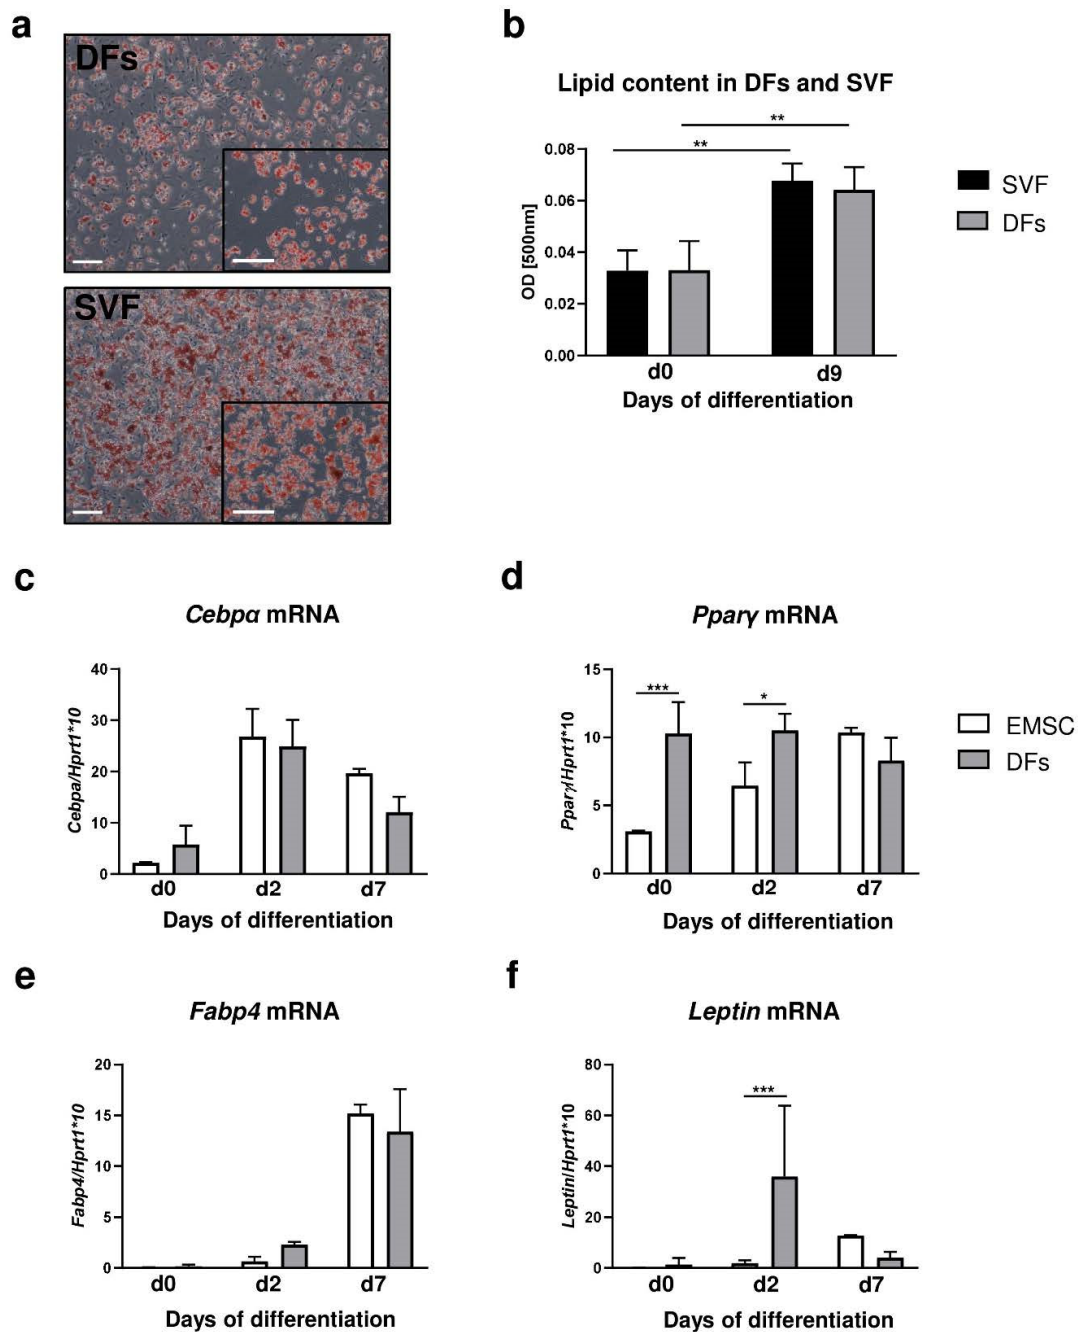 a
DFs
SVF
b
Lipid content in DFs and SVF
**
**
0.08
0.06
0.04
0.02
0.00
OD [500nm]
d0 d9
Days of differentiation
SVF
DFs
c
Cebpα mRNA
40
30
20
10
0
Cebpa/Hprt1*10
d0 d2 d7
Days of differentiation
d
Pparγ mRNA
***
*
15
10
5
0
Pparγ/Hprt1*10
d0 d2 d7
Days of differentiation
EMSC
DFs
e
Fabp4 mRNA
20
15
10
5
0
Fabp4/Hprt1*10
d0 d2 d7
Days of differentiation
f
Leptin mRNA
***
80
60
40
20
0
Leptin/Hprt1*10
d0 d2 d7
Days of differentiation